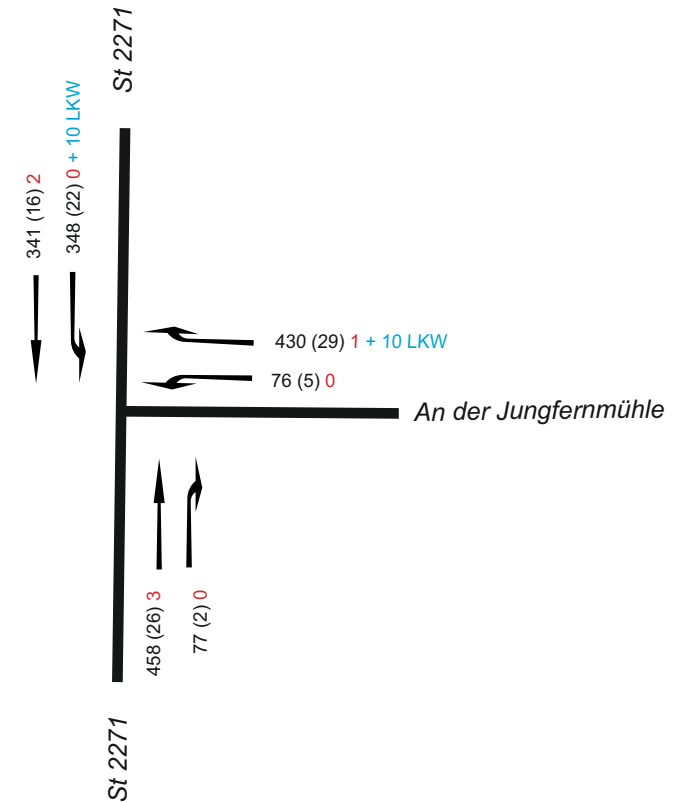 St 2271
341 (16) 2
348 (22) 0 + 10 LKW
430 (29) 1 + 10 LKW
76 (5) 0
An der Jungfernmühle
458 (26) 3
77 (2) 0
St 2271